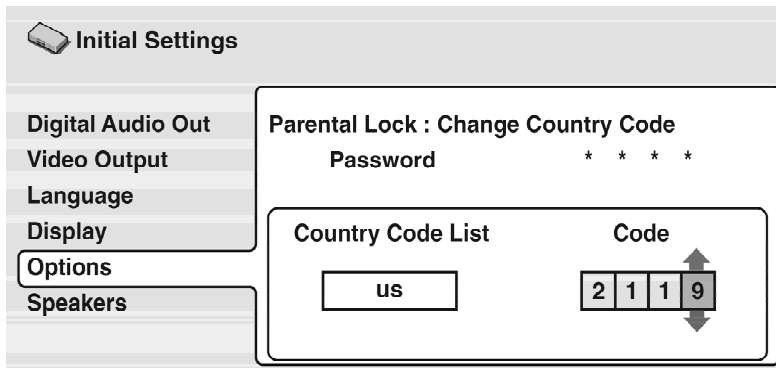 Initial Settings
Digital Audio Out
Video Output
Language
Display
Options
Speakers
Parental Lock : Change Country Code
Password * * * *
Country Code List Code
us 2 1 1 9